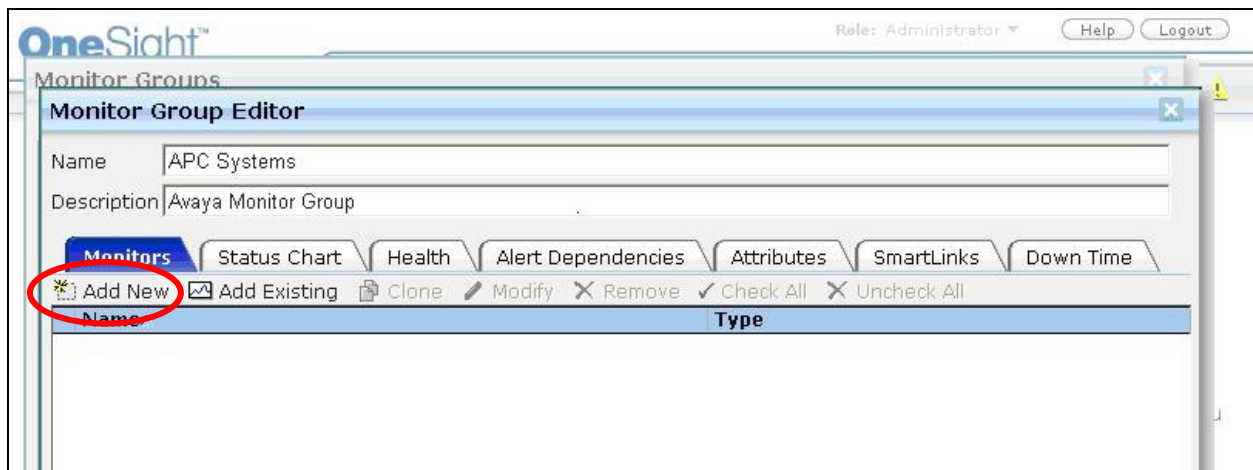 OneSight™
Role: Administrator
Help
Logout
Monitor Groups
Monitor Group Editor
Name APC Systems
Description Avaya Monitor Group
Monitors Status Chart Health Alert Dependencies Attributes SmartLinks Down Time
Add New Add Existing Clone Modify Remove Check All Uncheck All
Name Type